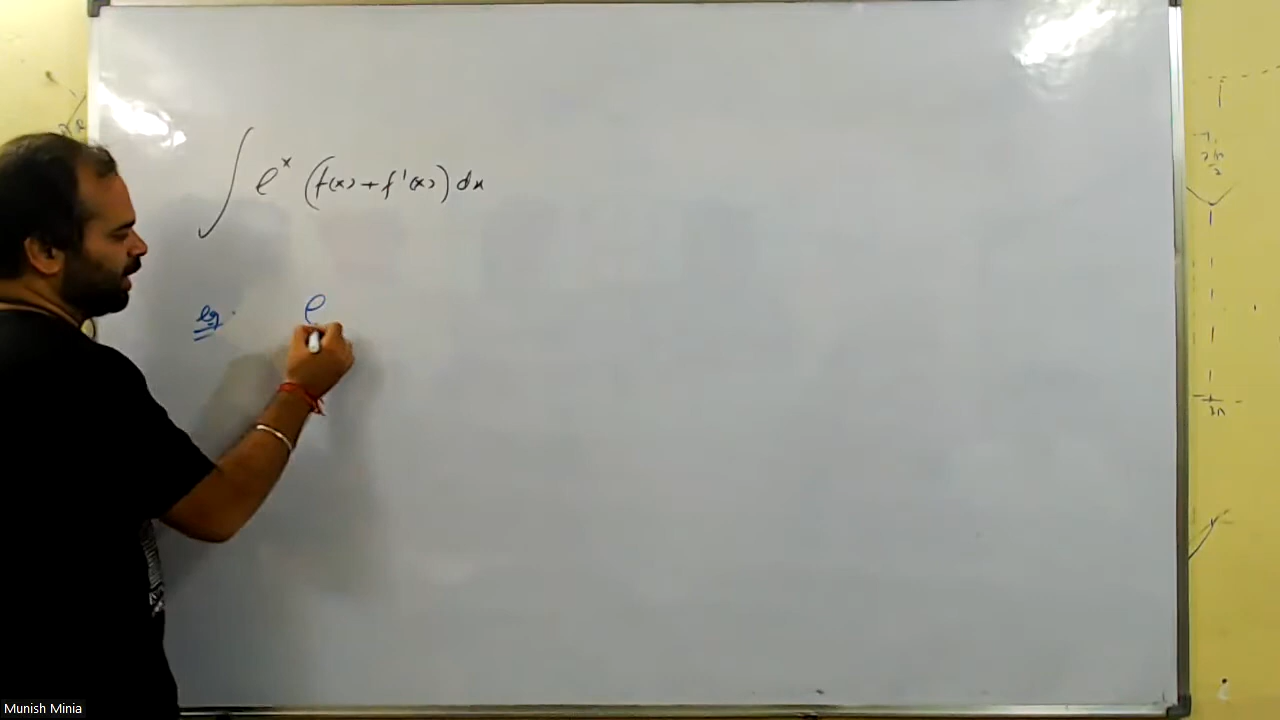 ∫ e^x (f(x) + f'(x)) dx
eg. e
Munish Minia